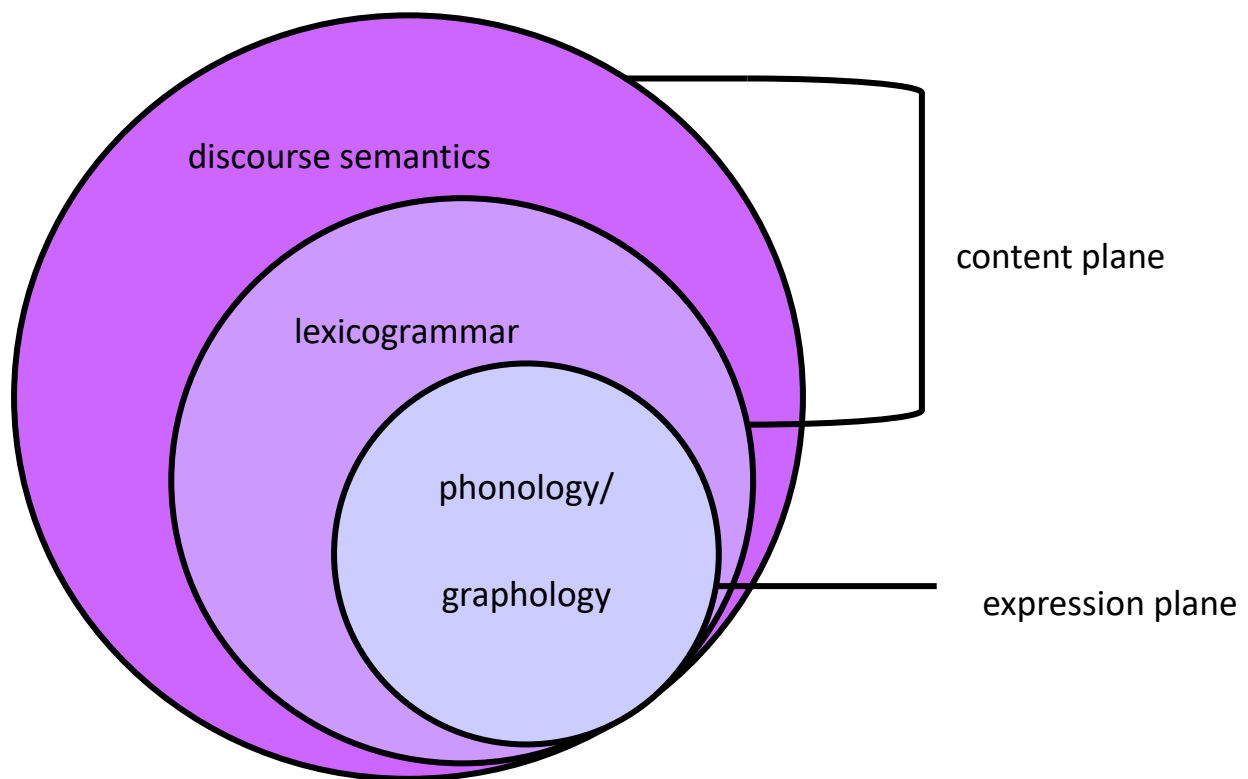 discourse semantics
content plane
lexicogrammar
phonology/
graphology
expression plane